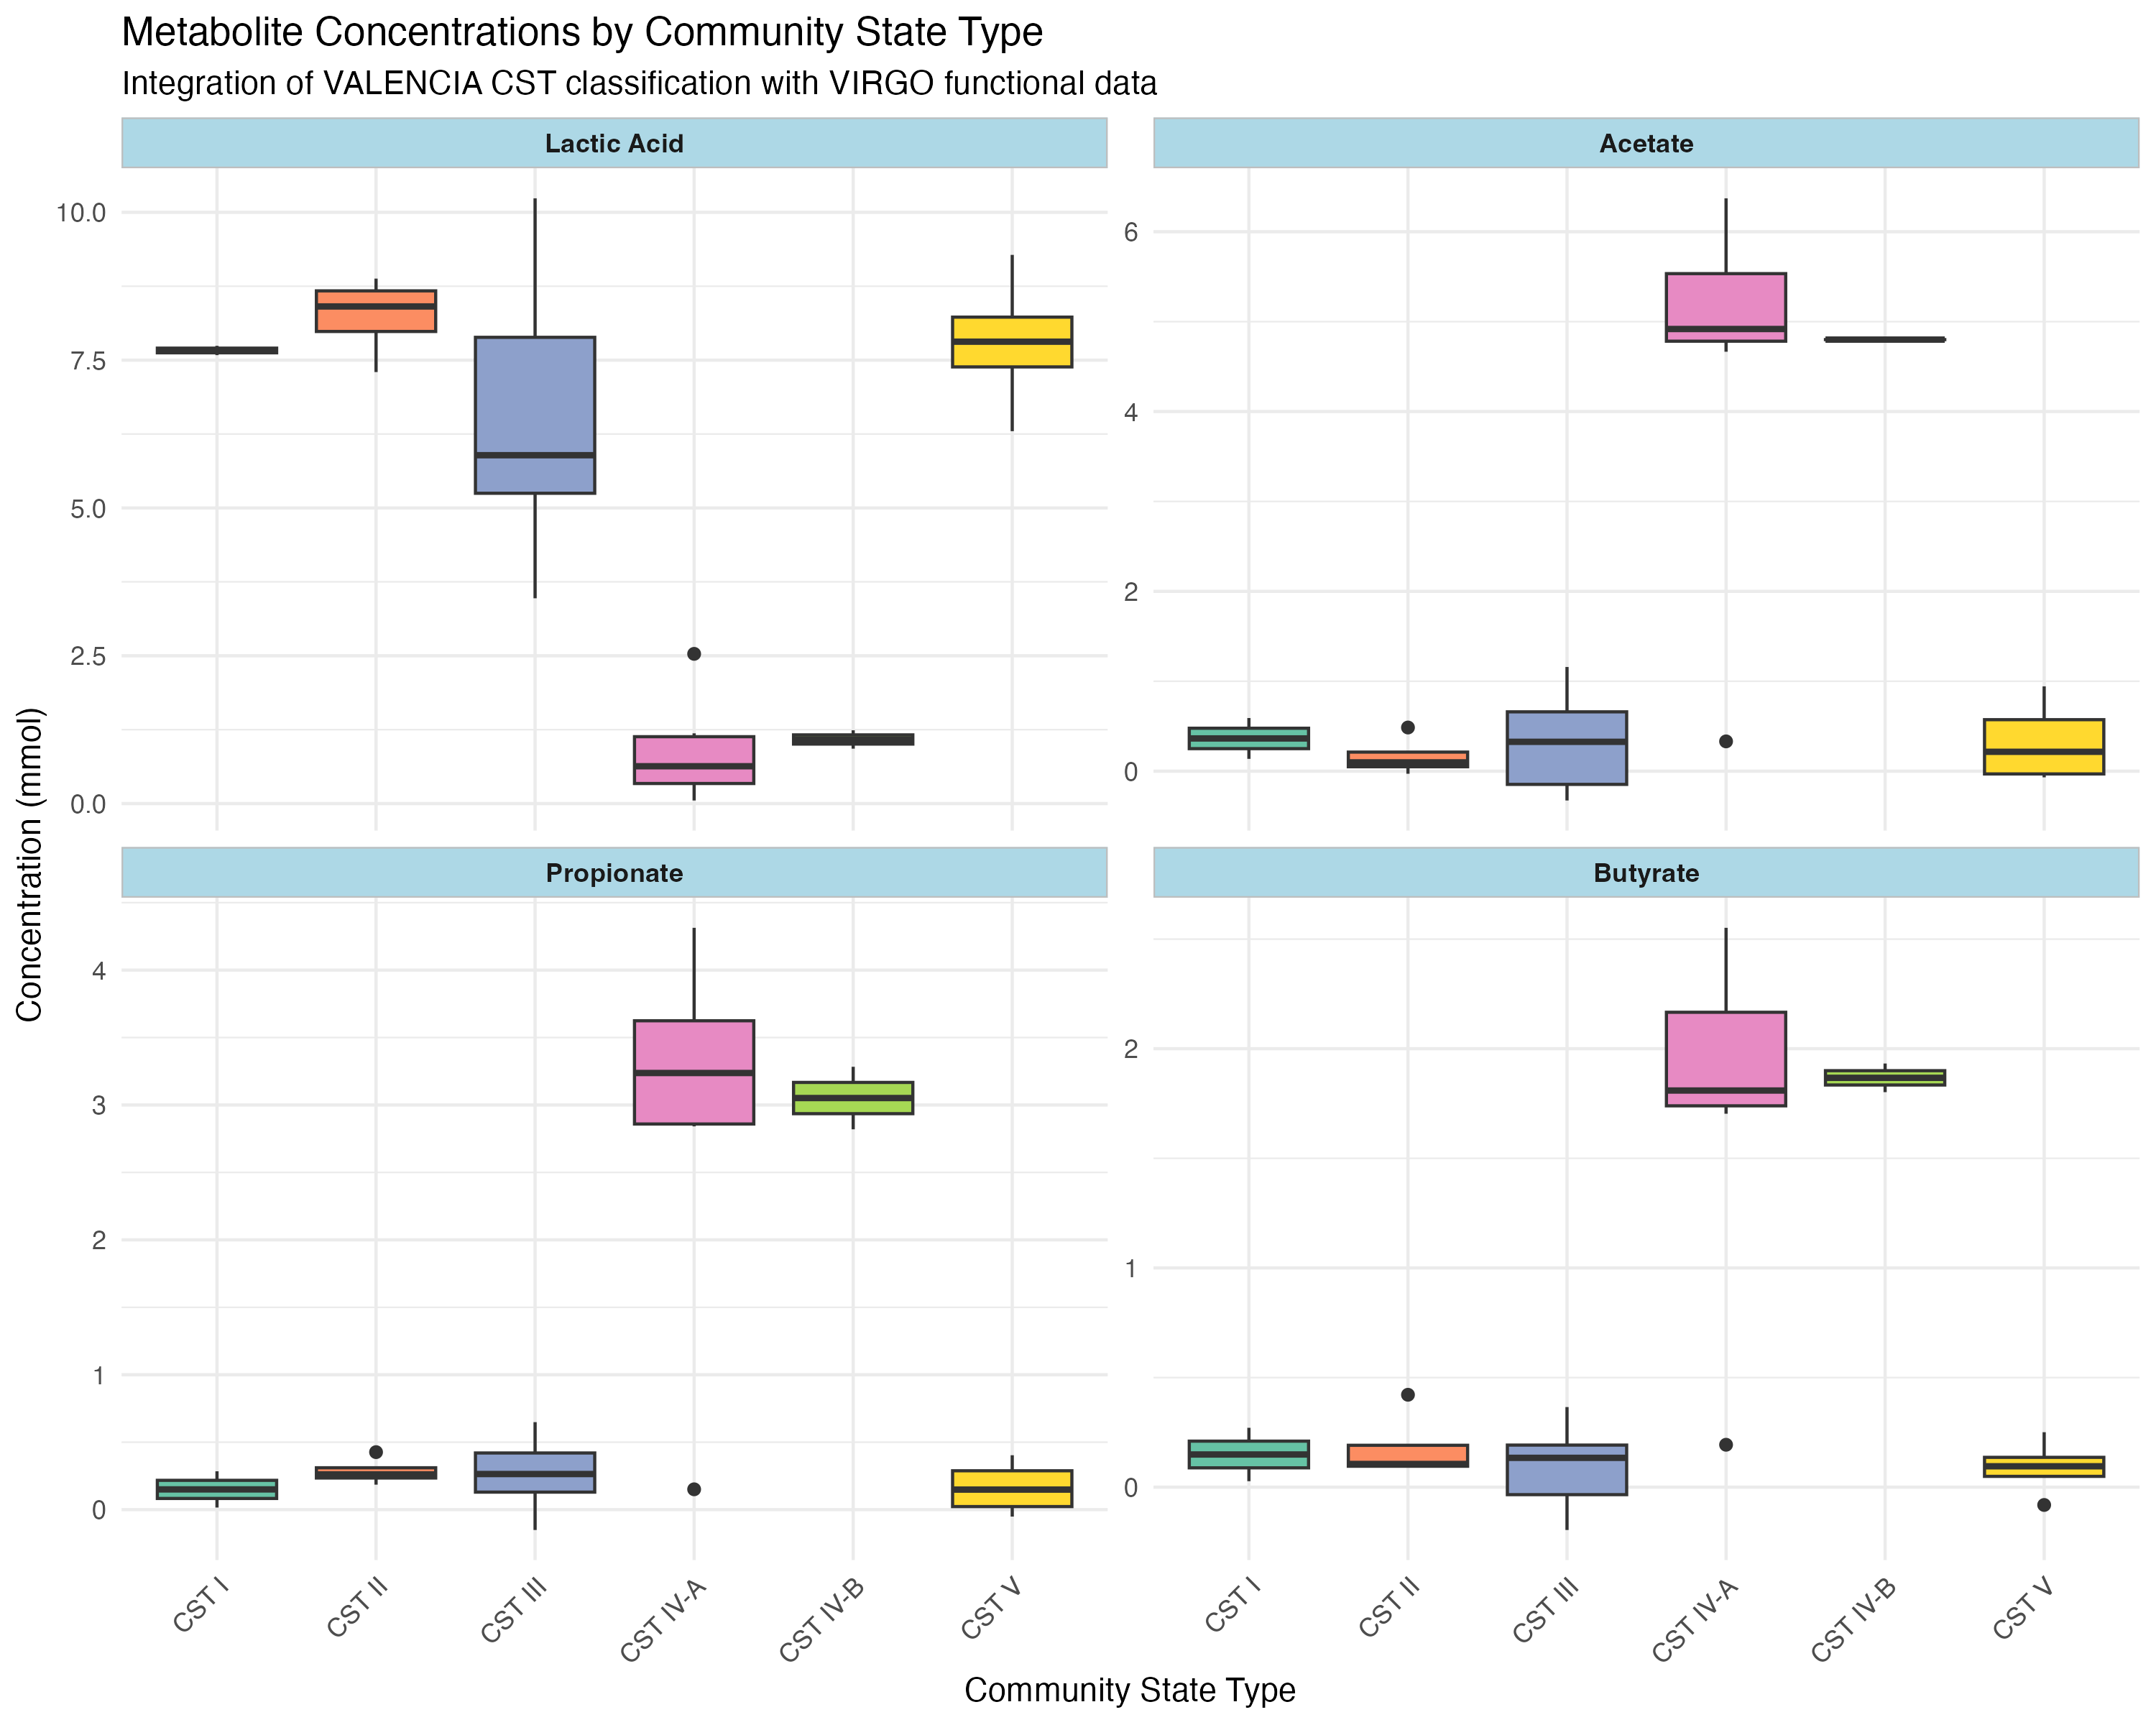 Metabolite Concentrations by Community State Type
Integration of VALENCIA CST classification with VIRGO functional data
Lactic Acid
10.0
7.5
5.0
2.5
0.0
Acetate
6
4
2
0
Concentration (mmol)
Propionate
4
3
2
1
0
CST I
CST II
CST III
CST IV-A
CST IV-B
CST V
Butyrate
2
1
0
CST I
CST II
CST III
CST IV-A
CST IV-B
CST V
Community State Type